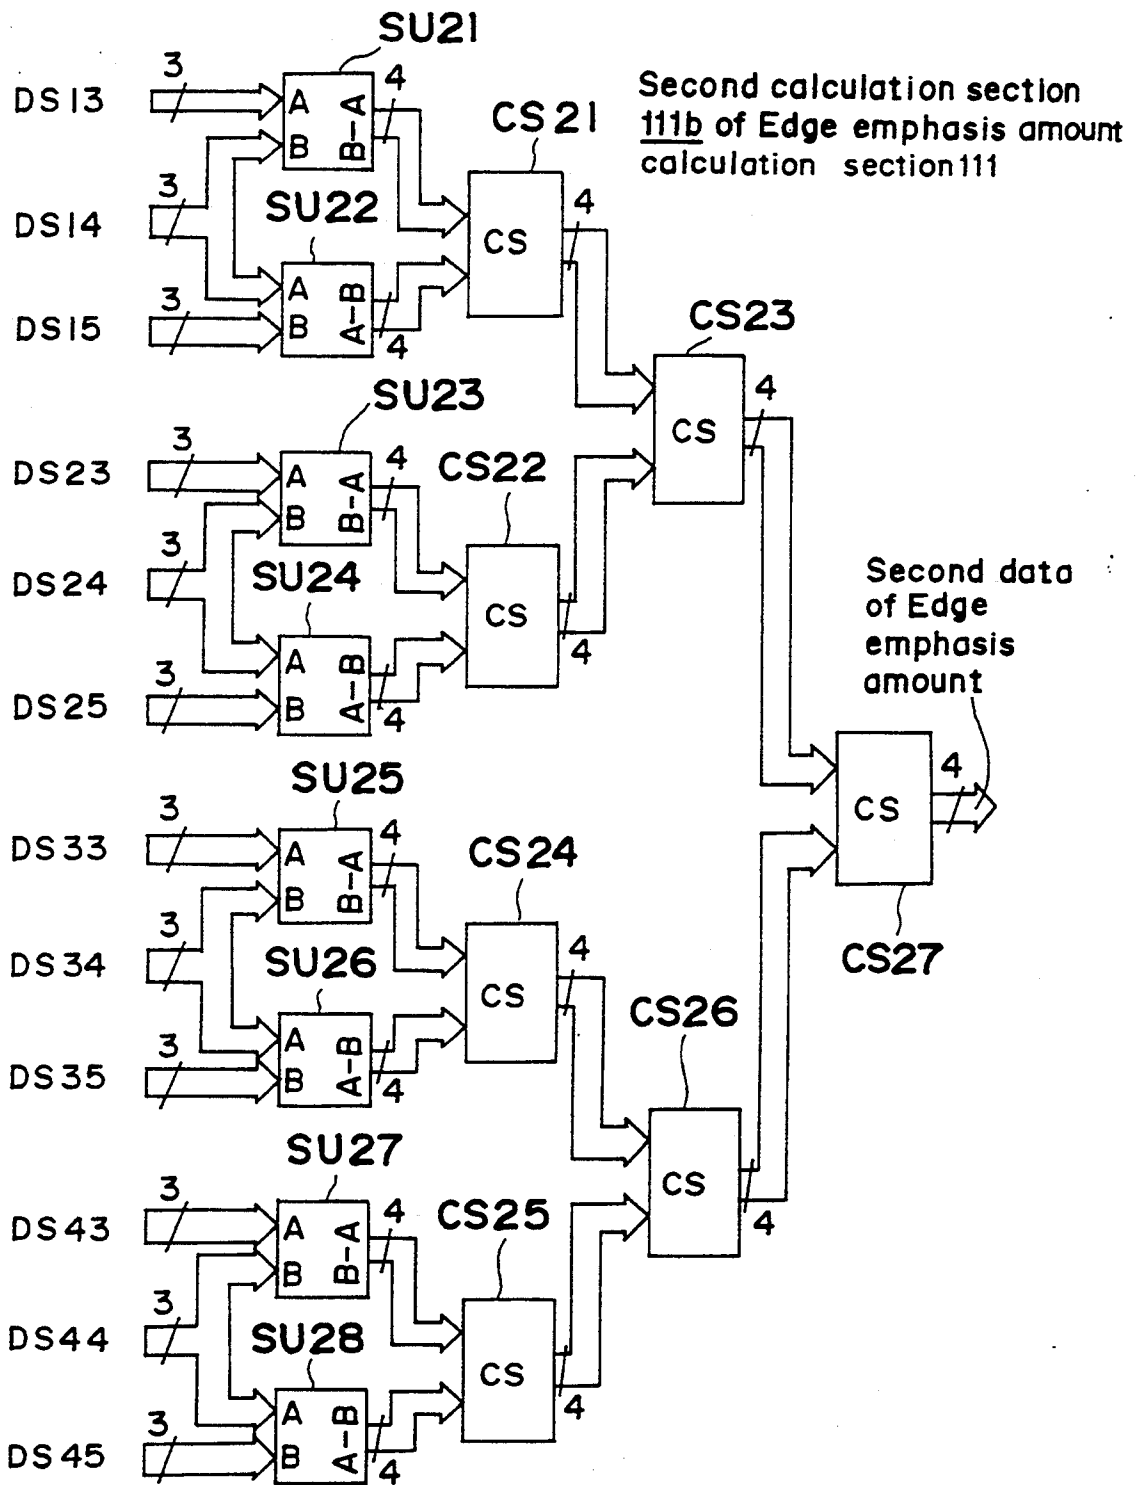 SU21
3
DS13
A
B
B-A
4
Second calculation section
111b of Edge emphasis amount
calculation section 111
CS21
CS
4
3
DS14
SU22
A
B
A-B
4
3
DS15
CS23
CS
4
SU23
3
DS23
A
B
B-A
4
CS22
CS
4
3
DS24
SU24
A
B
A-B
4
3
DS25
Second data
of Edge
emphasis
amount
CS
4
CS27
SU25
3
DS33
A
B
B-A
4
CS24
CS
4
3
DS34
SU26
A
B
A-B
4
3
DS35
CS26
CS
4
SU27
3
DS43
A
B
B-A
4
CS25
CS
4
3
DS44
SU28
A
B
A-B
4
3
DS45